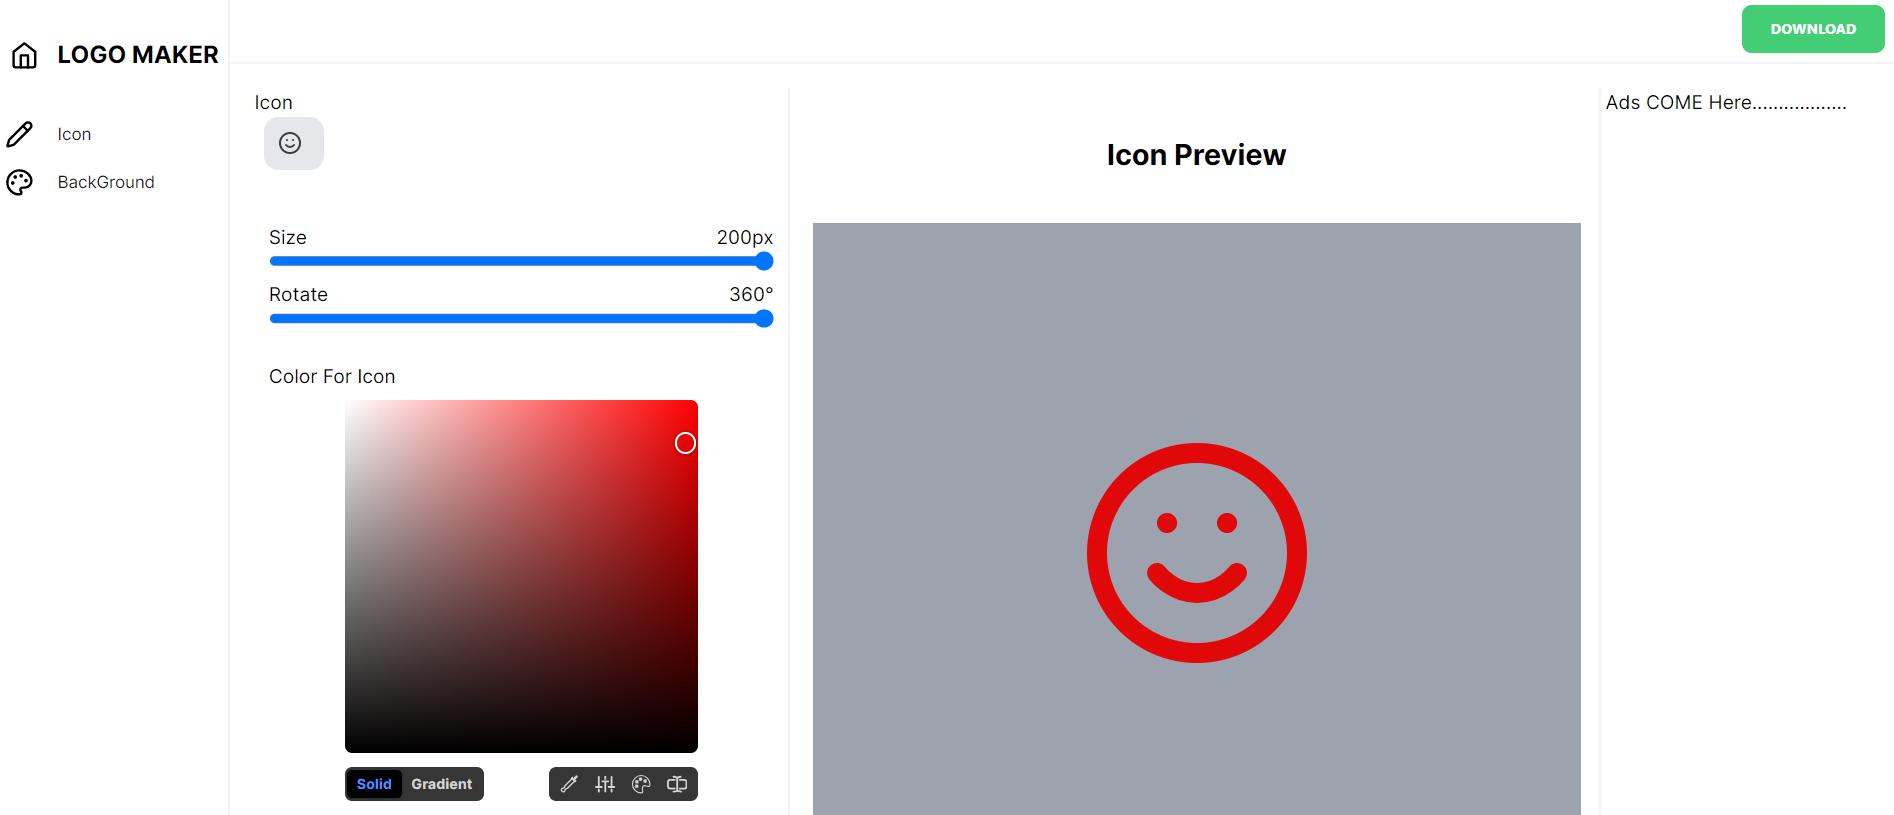 LOGO MAKER
DOWNLOAD
Icon
BackGround
Icon
Size 200px
Rotate 360°
Color For Icon
Solid Gradient
Icon Preview
Ads COME Here..................